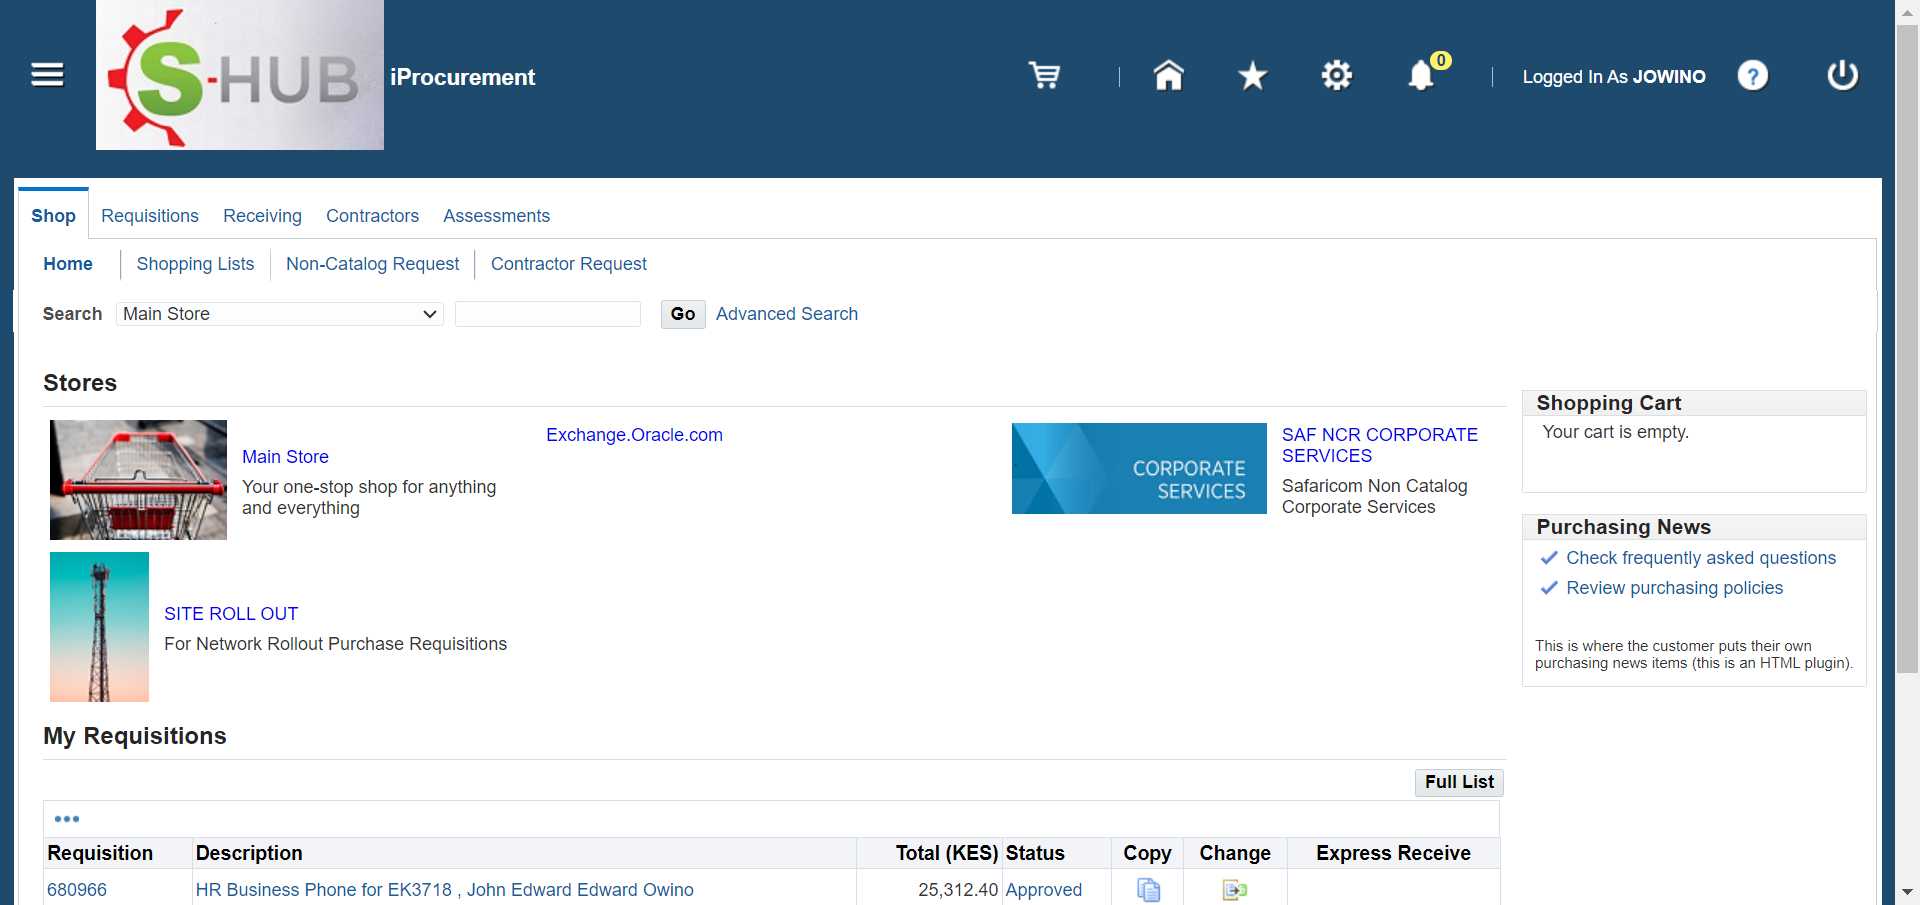 S-HUB
iProcurement
0
Logged In As JOWINO
?
Shop
Requisitions
Receiving
Contractors
Assessments
Home
Shopping Lists
Non-Catalog Request
Contractor Request
Search
Main Store
Go
Advanced Search
Stores
Main Store
Your one-stop shop for anything
and everything
Exchange.Oracle.com
CORPORATE
SERVICES
SAF NCR CORPORATE
SERVICES
Safaricom Non Catalog
Corporate Services
SITE ROLL OUT
For Network Rollout Purchase Requisitions
Shopping Cart
Your cart is empty.
Purchasing News
Check frequently asked questions
Review purchasing policies
This is where the customer puts their own
purchasing news items (this is an HTML plugin).
My Requisitions
Full List
Requisition Description Total (KES) Status Copy Change Express Receive
680966 HR Business Phone for EK3718 , John Edward Edward Owino 25,312.40 Approved